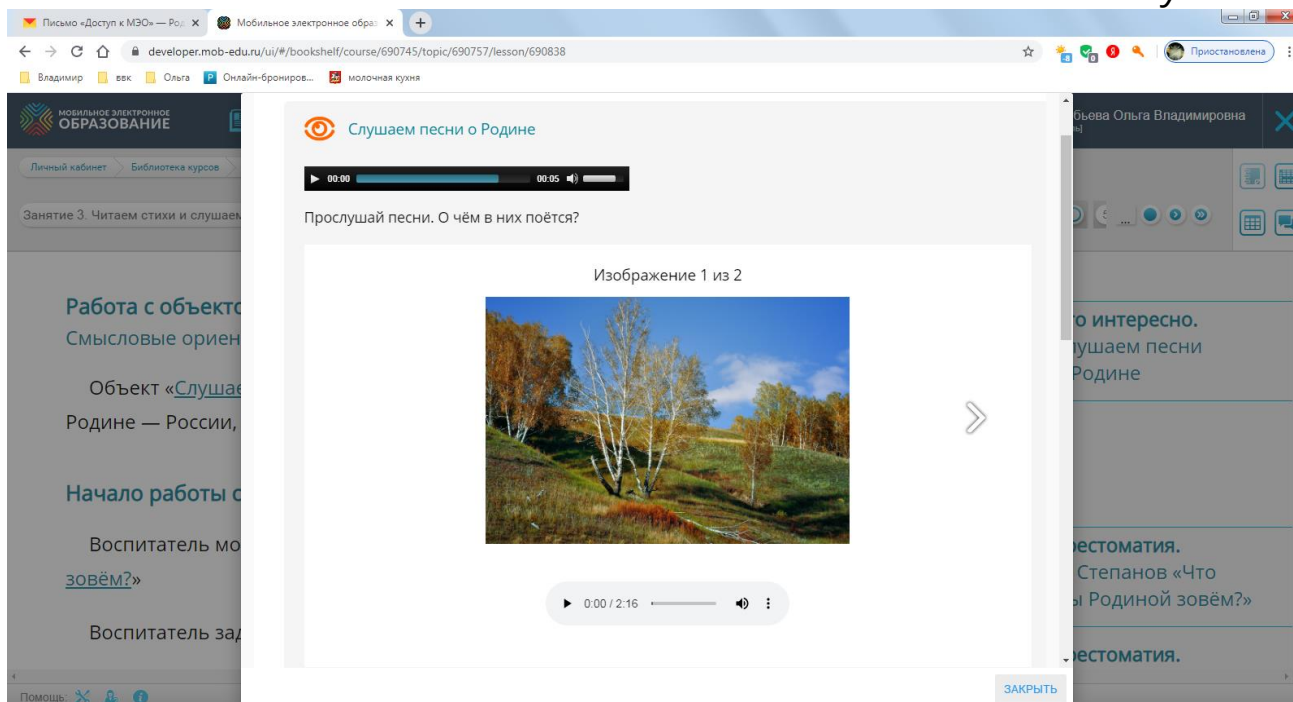 Письмо «Доступ к МЭО» — Ро
Мобильное электронное образ
developer.mob-edu.ru/ui/#/bookshelf/course/690745/topic/690757/lesson/690838
Приостановлена
Владимир ввк Ольга Онлайн-брониров... молочная кухня
МОБИЛЬНОЕ ЭЛЕКТРОННОЕ
ОБРАЗОВАНИЕ
бьева Ольга Владимировна
Личный кабинет Библиотека курсов
Занятие 3. Читаем стихи и слушаем
...
Слушаем песни о Родине
00:00 00:05
Прослушай песни. О чём в них поётся?
Изображение 1 из 2
0:00 / 2:16
Работа с объекто
Смысловые ориен
Объект «Слушае
Родине — России,
Начало работы с
Воспитатель мо
зовём?»
Воспитатель зад
о интересно.
лушаем песни
Родине
рестоматия.
Степанов «Что
ы Родиной зовём?»
рестоматия.
ЗАКРЫТЬ
Помощь: